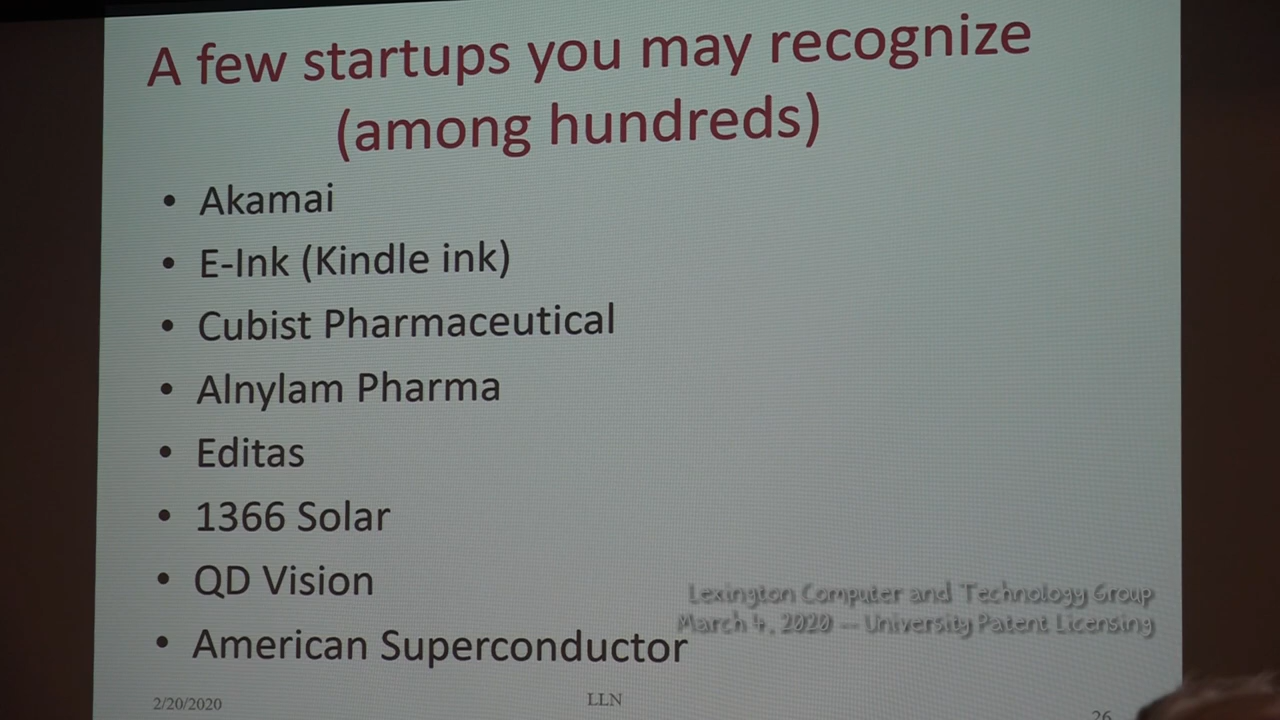 A few startups you may recognize
(among hundreds)
• Akamai
• E-Ink (Kindle ink)
• Cubist Pharmaceutical
• Alnylam Pharma
• Editas
• 1366 Solar
• QD Vision
• American Superconductor
Lexington Computer and Technology Group
March 4, 2020 — University Patent Licensing
2/20/2020
LLN
26